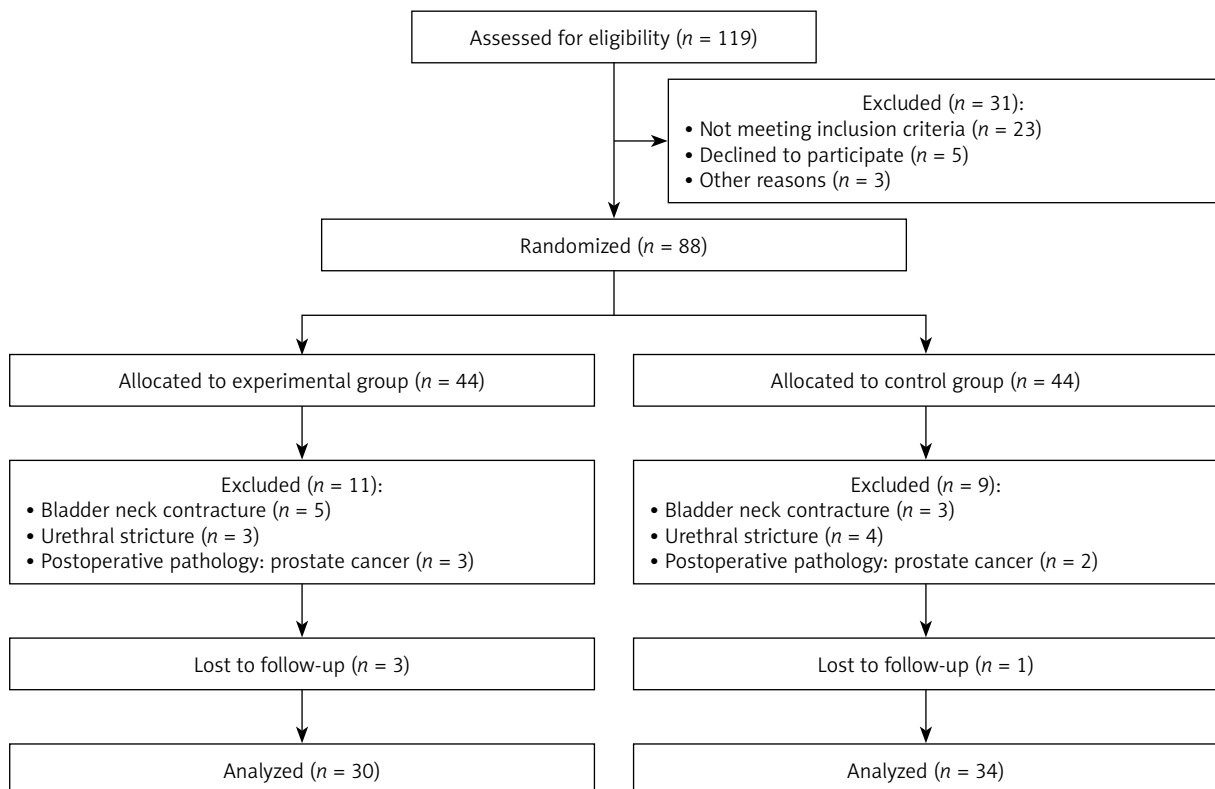 Assessed for eligibility (n = 119)
Excluded (n = 31):
• Not meeting inclusion criteria (n = 23)
• Declined to participate (n = 5)
• Other reasons (n = 3)
Randomized (n = 88)
Allocated to experimental group (n = 44)
Allocated to control group (n = 44)
Excluded (n = 11):
• Bladder neck contracture (n = 5)
• Urethral stricture (n = 3)
• Postoperative pathology: prostate cancer (n = 3)
Excluded (n = 9):
• Bladder neck contracture (n = 3)
• Urethral stricture (n = 4)
• Postoperative pathology: prostate cancer (n = 2)
Lost to follow-up (n = 3)
Lost to follow-up (n = 1)
Analyzed (n = 30)
Analyzed (n = 34)